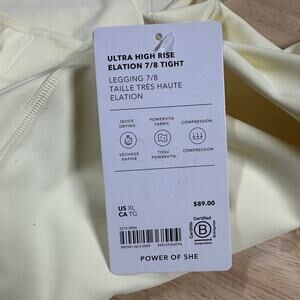 ULTRA HIGH RISE
ELATION 7/8 TIGHT
LEGGING 7/8
TAILLE TRÈS HAUTE
ELATION
QUICK
DRYING
POWERVITA
FABRIC
COMPRESSION
SÉCHAGE
RAPIDE
TISSU
POWERVITA
COMPRESSION
US XL
CA TG
$89.00
Certified
B
Corporation
POWER OF SHE